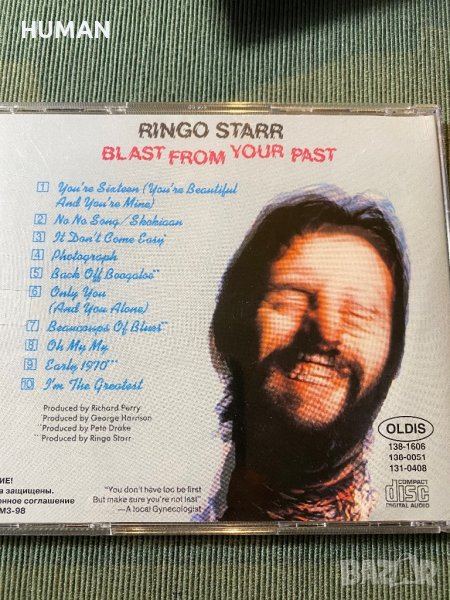 HUMAN
RINGO STARR
BLAST FROM YOUR PAST
1 You're Sixteen (You're Beautiful
And You're Mine)
2 No No Song/Skokiaan
3 It Don't Come Easy'
4 Photograph
5 Back Off Boogaloo''
6 Only You
(And You Alone)
7 Beaucoups Of Blues''
8 Oh My My
9 Early 1970'''
10 I'm The Greatest
Produced by Richard Perry
'Produced by George Harrison
''Produced by Pete Drake
'''Produced by Ringo Starr
OLDIS
138-1606
138-0051
131-0408
ИЕ!
а защищены.
онное соглашение
МЗ-98
"You don't have too be first
But make sure you're not last"
—A local Gynecologist
COMPACT
disc
DIGITAL AUDIO
BAZAR